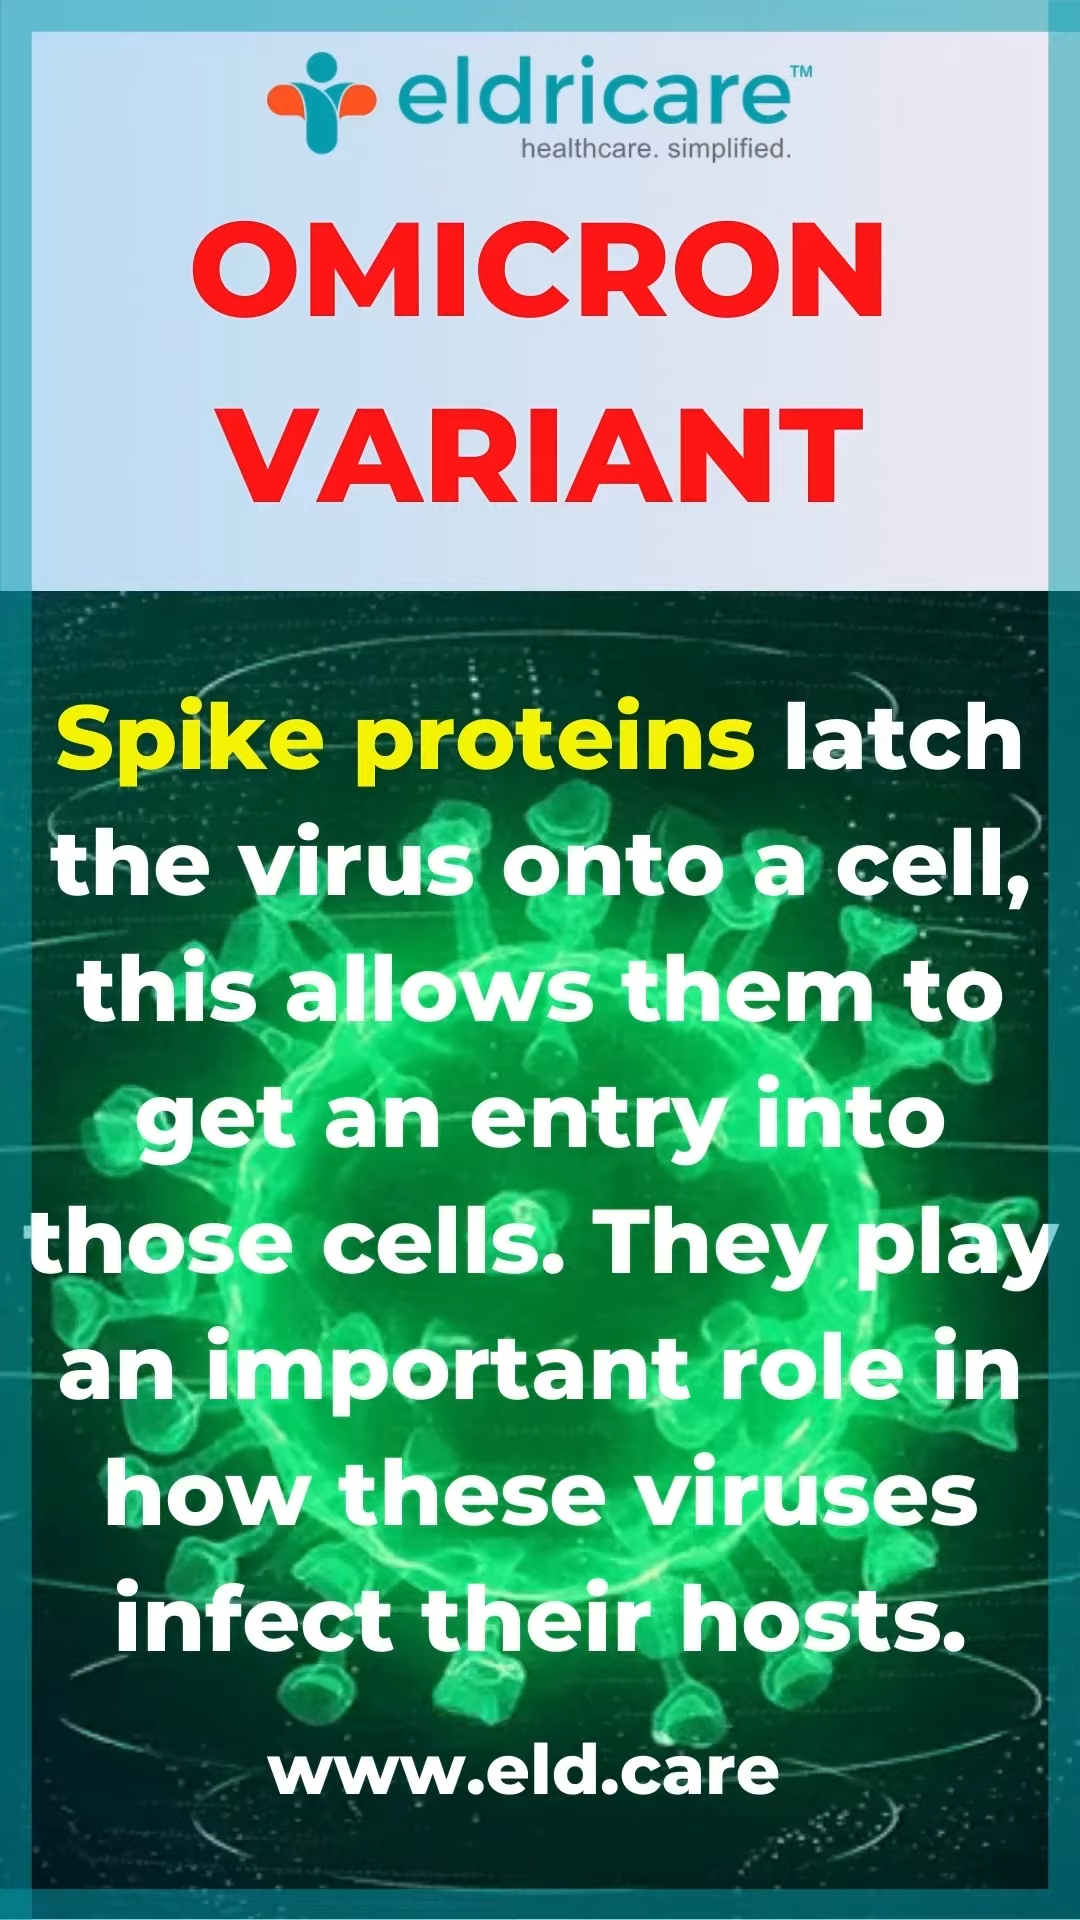 eldricare™
healthcare. simplified.
OMICRON
VARIANT
Spike proteins latch
the virus onto a cell,
this allows them to
get an entry into
those cells. They play
an important role in
how these viruses
infect their hosts.
www.eld.care